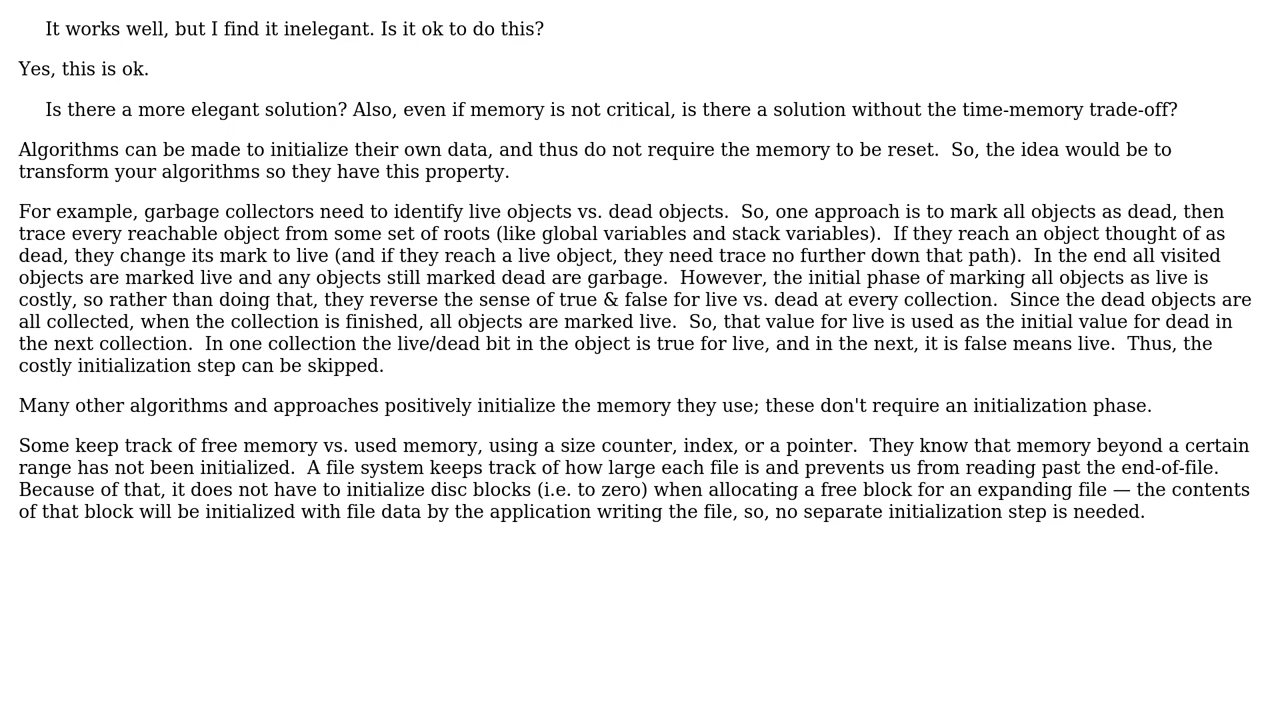 It works well, but I find it inelegant. Is it ok to do this?
Yes, this is ok.
Is there a more elegant solution? Also, even if memory is not critical, is there a solution without the time-memory trade-off?
Algorithms can be made to initialize their own data, and thus do not require the memory to be reset.  So, the idea would be to
transform your algorithms so they have this property.
For example, garbage collectors need to identify live objects vs. dead objects.  So, one approach is to mark all objects as dead, then
trace every reachable object from some set of roots (like global variables and stack variables).  If they reach an object thought of as
dead, they change its mark to live (and if they reach a live object, they need trace no further down that path).  In the end all visited
objects are marked live and any objects still marked dead are garbage.  However, the initial phase of marking all objects as live is
costly, so rather than doing that, they reverse the sense of true & false for live vs. dead at every collection.  Since the dead objects are
all collected, when the collection is finished, all objects are marked live.  So, that value for live is used as the initial value for dead in
the next collection.  In one collection the live/dead bit in the object is true for live, and in the next, it is false means live.  Thus, the
costly initialization step can be skipped.
Many other algorithms and approaches positively initialize the memory they use; these don't require an initialization phase.
Some keep track of free memory vs. used memory, using a size counter, index, or a pointer.  They know that memory beyond a certain
range has not been initialized.  A file system keeps track of how large each file is and prevents us from reading past the end-of-file.
Because of that, it does not have to initialize disc blocks (i.e. to zero) when allocating a free block for an expanding file — the contents
of that block will be initialized with file data by the application writing the file, so, no separate initialization step is needed.